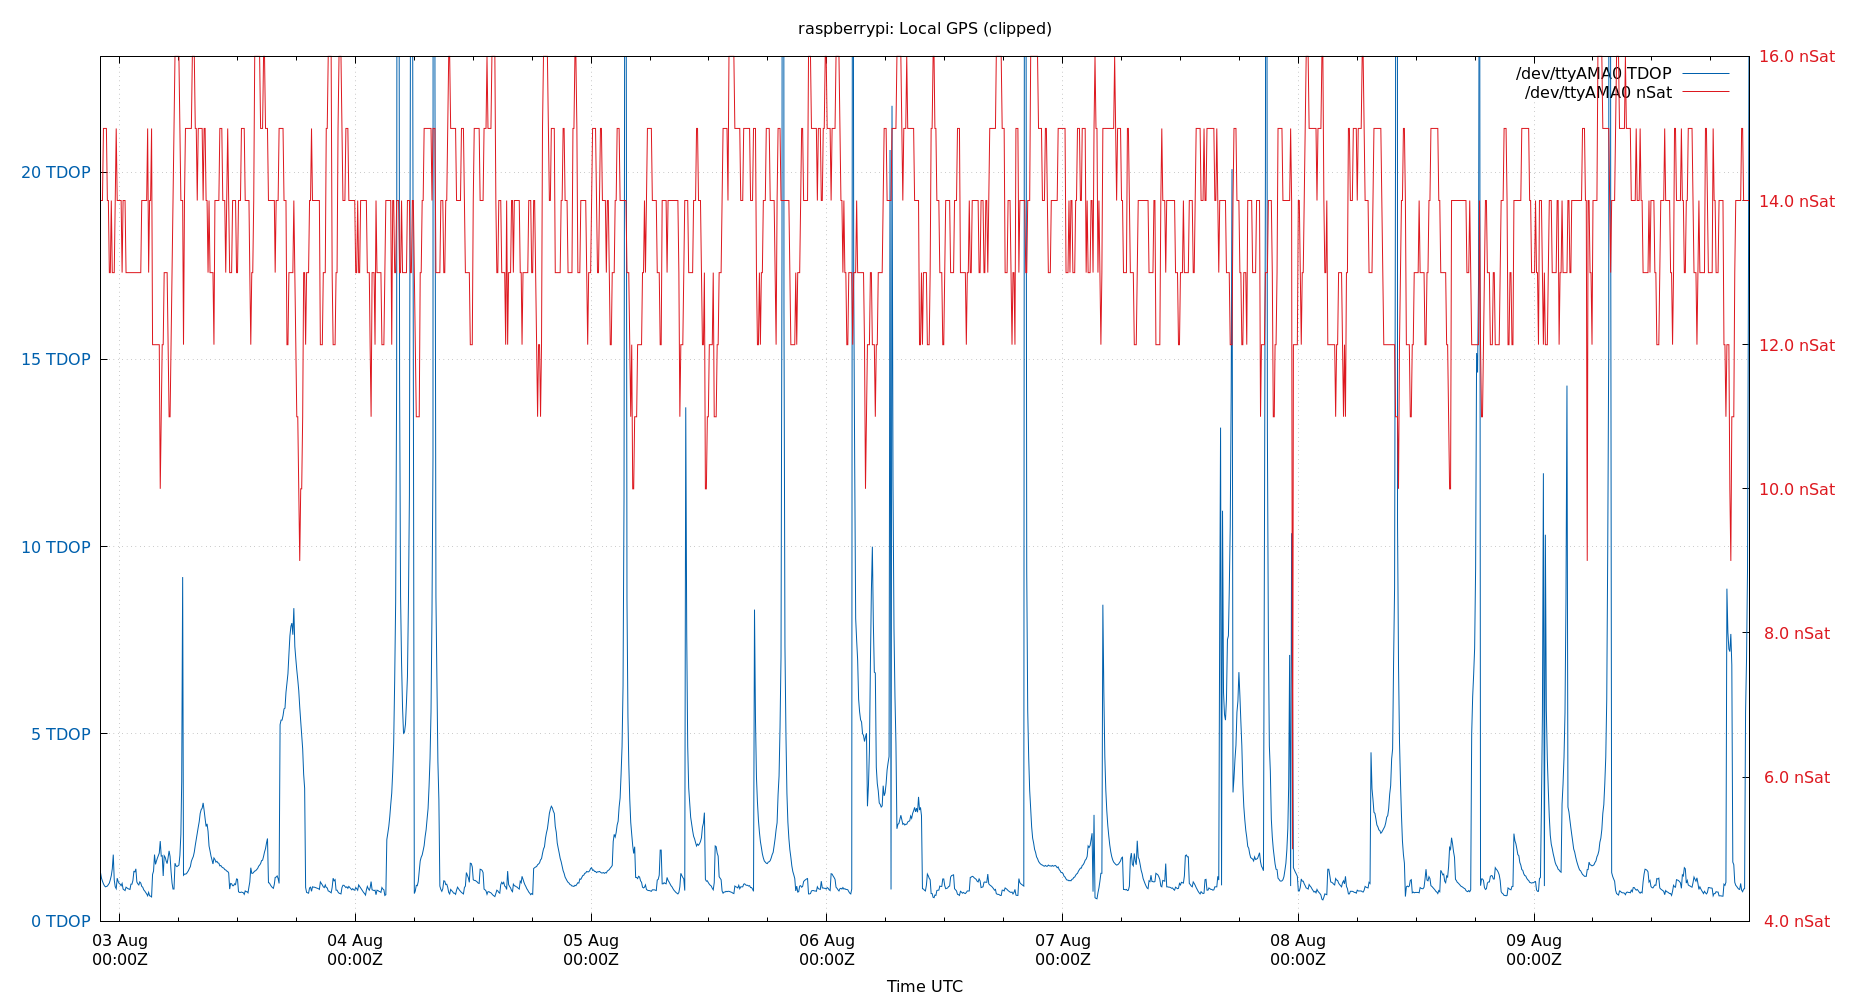 raspberrypi: Local GPS (clipped)
16.0 nSat
/dev/ttyAMA0 TDOP
/dev/ttyAMA0 nSat
20 TDOP
14.0 nSat
15 TDOP
12.0 nSat
10.0 nSat
10 TDOP
8.0 nSat
5 TDOP
6.0 nSat
0 TDOP
4.0 nSat
03 Aug 04 Aug 05 Aug 06 Aug 07 Aug 08 Aug 09 Aug
00:00Z 00:00Z 00:00Z 00:00Z 00:00Z 00:00Z 00:00Z
Time UTC